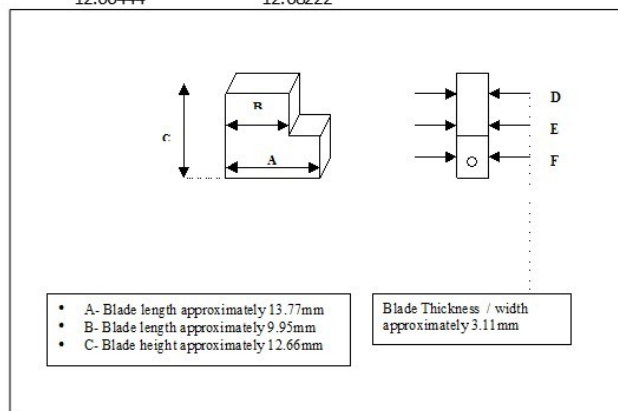 B
C
A
D
E
F
• A- Blade length approximately 13.77mm
• B- Blade length approximately 9.95mm
• C- Blade height approximately 12.66mm
Blade Thickness / width
approximately 3.11mm